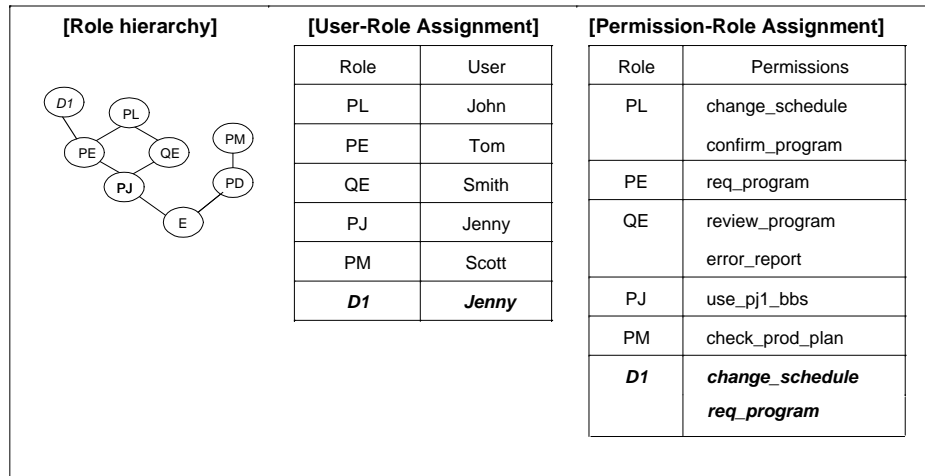 [Role hierarchy]
D1
PL
PE
QE
PM
PJ
PD
E
[User-Role Assignment]
Role User
PL John
PE Tom
QE Smith
PJ Jenny
PM Scott
D1 Jenny
[Permission-Role Assignment]
Role Permissions
PL change_schedule
confirm_program
PE req_program
QE review_program
error_report
PJ use_pj1_bbs
PM check_prod_plan
D1 change_schedule
req_program